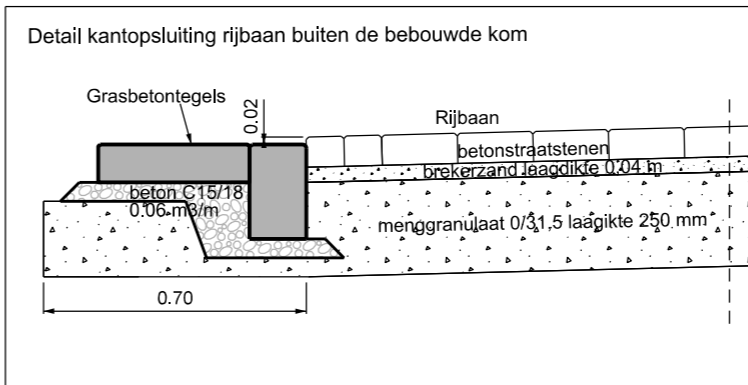 Detail kantopsluiting rijbaan buiten de bebouwde kom
Grasbetontegels
0.02
Rijbaan
betonstraatstenen
brekerzand laagdikte 0.04 m
beton C15/18
0.06 m3/m
menggranulaat 0/31,5 laagikte 250 mm
0.70